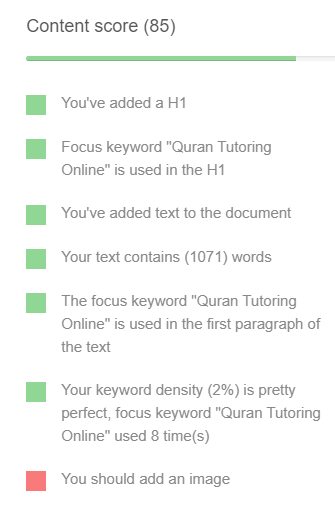 Content score (85)
You've added a H1
Focus keyword "Quran Tutoring
Online" is used in the H1
You've added text to the document
Your text contains (1071) words
The focus keyword "Quran Tutoring
Online" is used in the first paragraph of
the text
Your keyword density (2%) is pretty
perfect, focus keyword "Quran Tutoring
Online" used 8 time(s)
You should add an image